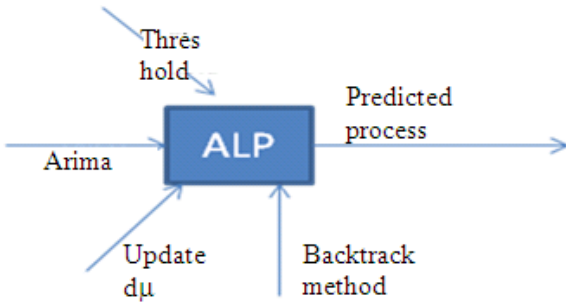 Thres
hold
Predicted
process
ALP
Arima
Update
dμ
Backtrack
method